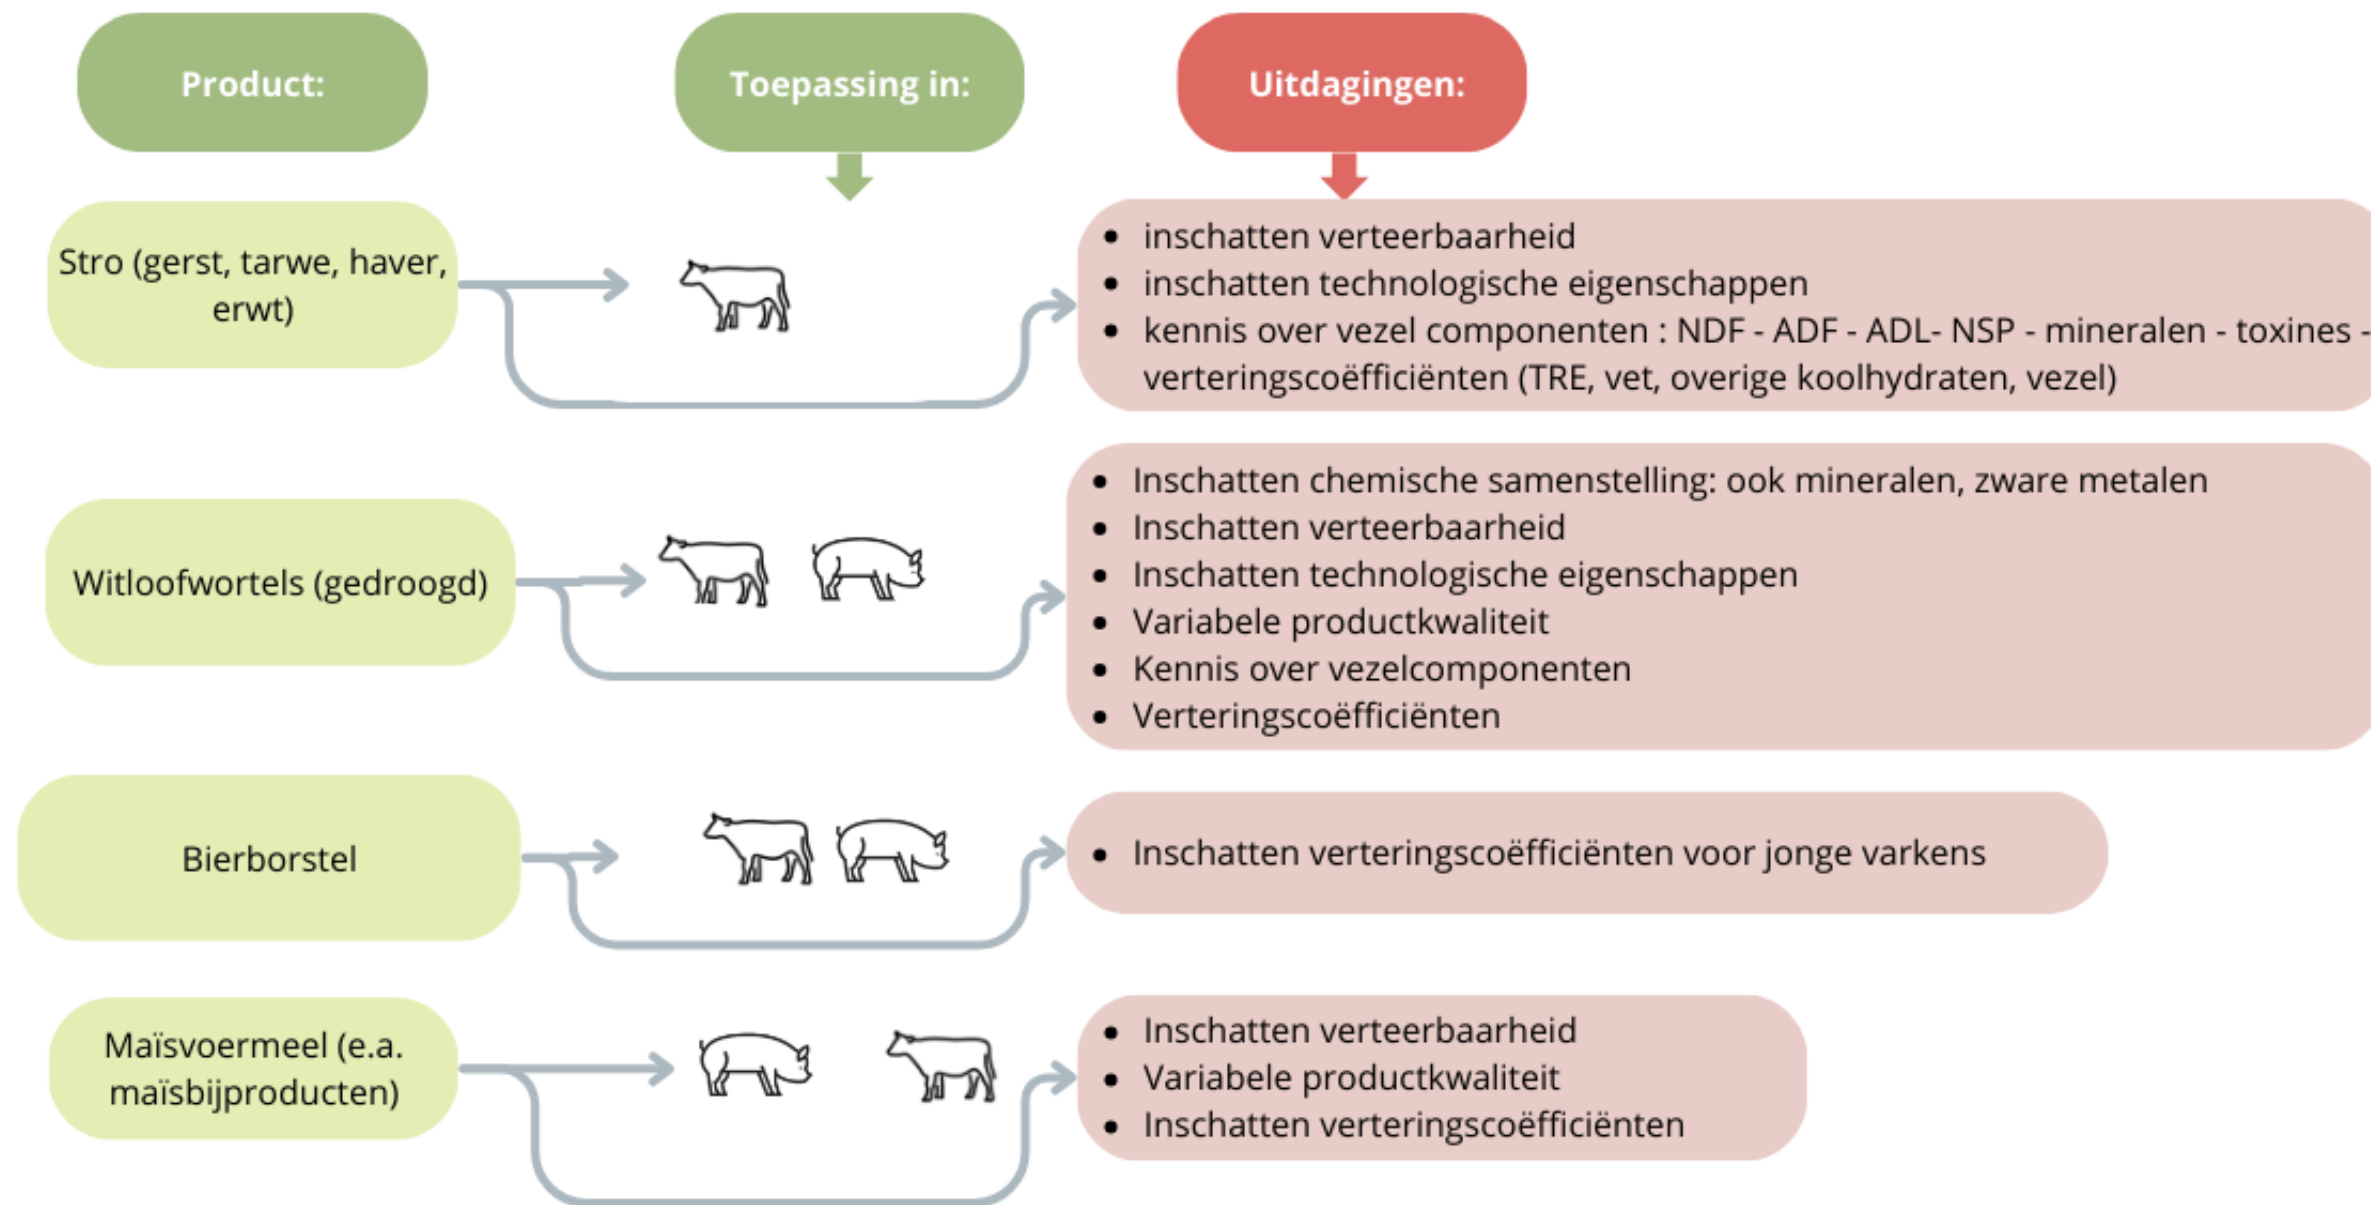 Product:
Toepassing in:
Uitdagingen:
Stro (gerst, tarwe, haver,
erwt)
• inschatten verteerbaarheid
• inschatten technologische eigenschappen
• kennis over vezel componenten : NDF - ADF - ADL- NSP - mineralen - toxines -
verteringscoëfficiënten (TRE, vet, overige koolhydraten, vezel)
Witloofwortels (gedroogd)
• Inschatten chemische samenstelling: ook mineralen, zware metalen
• Inschatten verteerbaarheid
• Inschatten technologische eigenschappen
• Variabele productkwaliteit
• Kennis over vezelcomponenten
• Verteringscoëfficiënten
Bierborstel
• Inschatten verteringscoëfficiënten voor jonge varkens
Maïsvoermeel (e.a.
maïsbijproducten)
• Inschatten verteerbaarheid
• Variabele productkwaliteit
• Inschatten verteringscoëfficiënten